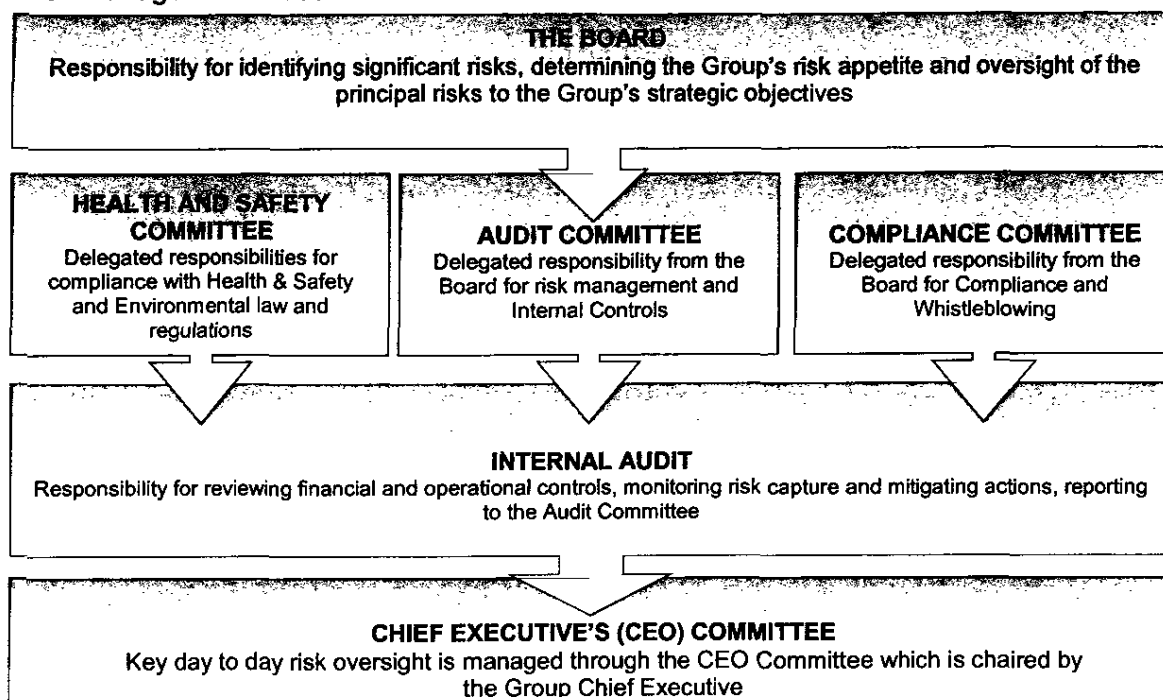 THE BOARD
Responsibility for identifying significant risks, determining the Group's risk appetite and oversight of the
principal risks to the Group's strategic objectives
HEALTH AND SAFETY
COMMITTEE
Delegated responsibilities for
compliance with Health & Safety
and Environmental law and
regulations
AUDIT COMMITTEE
Delegated responsibility from the
Board for risk management and
Internal Controls
COMPLIANCE COMMITTEE
Delegated responsibility from the
Board for Compliance and
Whistleblowing
INTERNAL AUDIT
Responsibility for reviewing financial and operational controls, monitoring risk capture and mitigating actions, reporting
to the Audit Committee
CHIEF EXECUTIVE'S (CEO) COMMITTEE
Key day to day risk oversight is managed through the CEO Committee which is chaired by
the Group Chief Executive